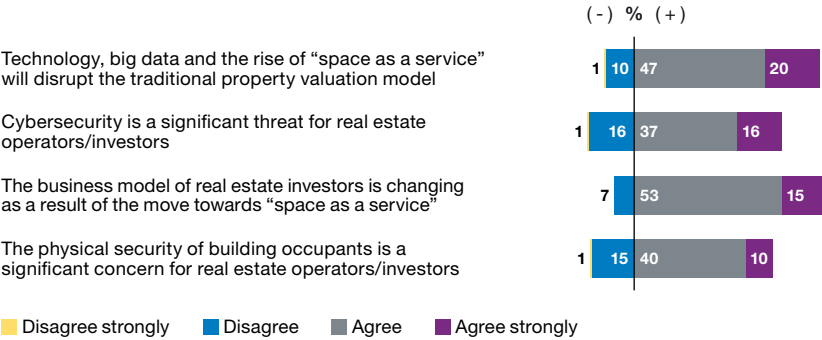 (-) % (+)
Technology, big data and the rise of “space as a service”
will disrupt the traditional property valuation model
1 10 47 20
Cybersecurity is a significant threat for real estate
operators/investors
1 16 37 16
The business model of real estate investors is changing
as a result of the move towards “space as a service”
7 53 15
The physical security of building occupants is a
significant concern for real estate operators/investors
1 15 40 10
Disagree strongly Disagree Agree Agree strongly